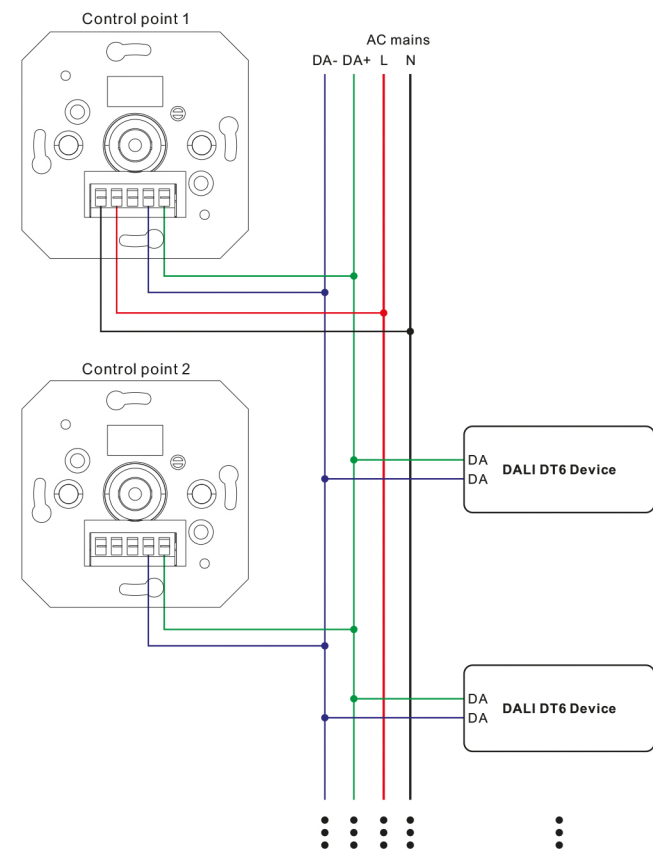 Control point 1
AC mains
DA- DA+ L N
Control point 2
DA
DA
DALI DT6 Device
DA
DA
DALI DT6 Device